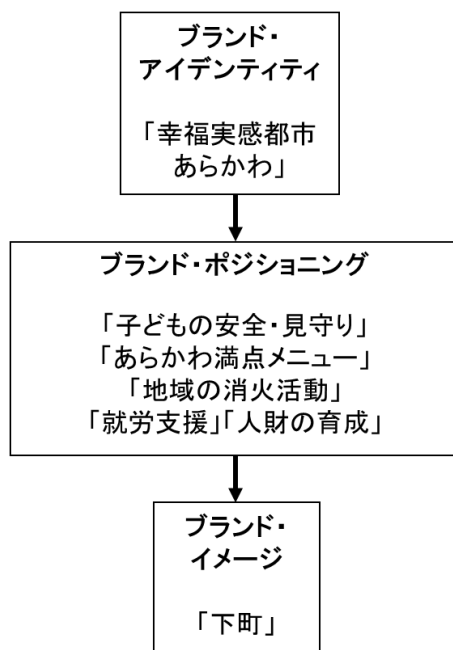 ブランド・
アイデンティティ
「幸福実感都市
あらかわ」
ブランド・ポジショニング
「子どもの安全・見守り」
「あらかわ満点メニュー」
「地域の消火活動」
「就労支援」「人財の育成」
ブランド・
イメージ
「下町」